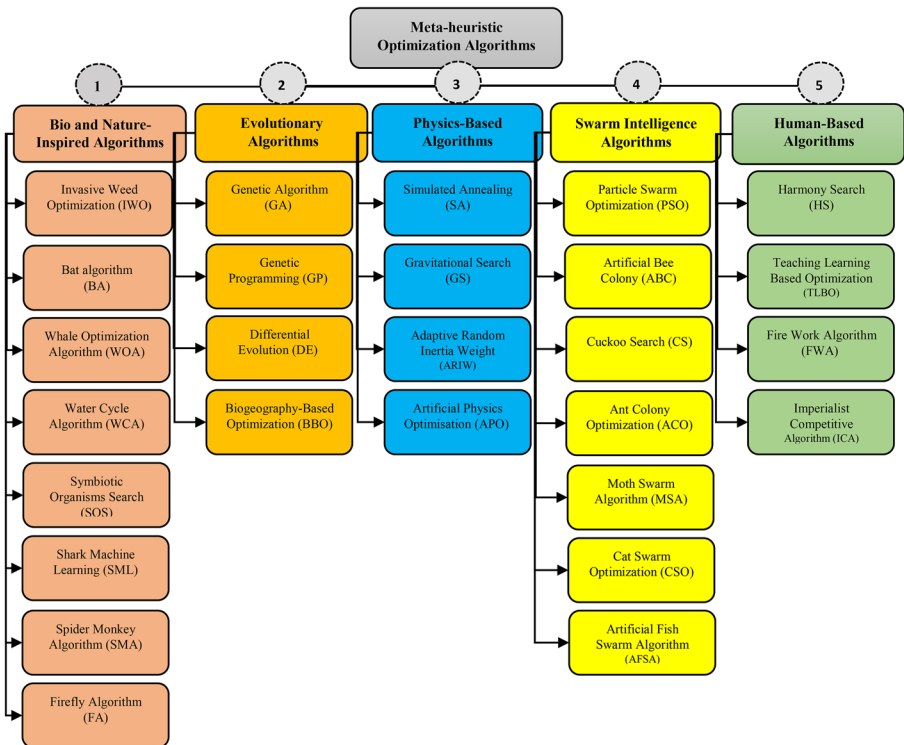 Meta-heuristic
Optimization Algorithms
1
2
3
4
5
Bio and Nature-
Inspired Algorithms
Invasive Weed
Optimization (IWO)
Bat algorithm
(BA)
Whale Optimization
Algorithm (WOA)
Water Cycle
Algorithm (WCA)
Symbiotic
Organisms Search
(SOS)
Shark Machine
Learning (SML)
Spider Monkey
Algorithm (SMA)
Firefly Algorithm
(FA)
Evolutionary
Algorithms
Genetic Algorithm
(GA)
Genetic
Programming (GP)
Differential
Evolution (DE)
Biogeography-Based
Optimization (BBO)
Physics-Based
Algorithms
Simulated Annealing
(SA)
Gravitational Search
(GS)
Adaptive Random
Inertia Weight
(ARIW)
Artificial Physics
Optimisation (APO)
Swarm Intelligence
Algorithms
Particle Swarm
Optimization (PSO)
Artificial Bee
Colony (ABC)
Cuckoo Search (CS)
Ant Colony
Optimization (ACO)
Moth Swarm
Algorithm (MSA)
Cat Swarm
Optimization (CSO)
Artificial Fish
Swarm Algorithm
(AFSA)
Human-Based
Algorithms
Harmony Search
(HS)
Teaching Learning
Based Optimization
(TLBO)
Fire Work Algorithm
(FWA)
Imperialist
Competitive
Algorithm (ICA)